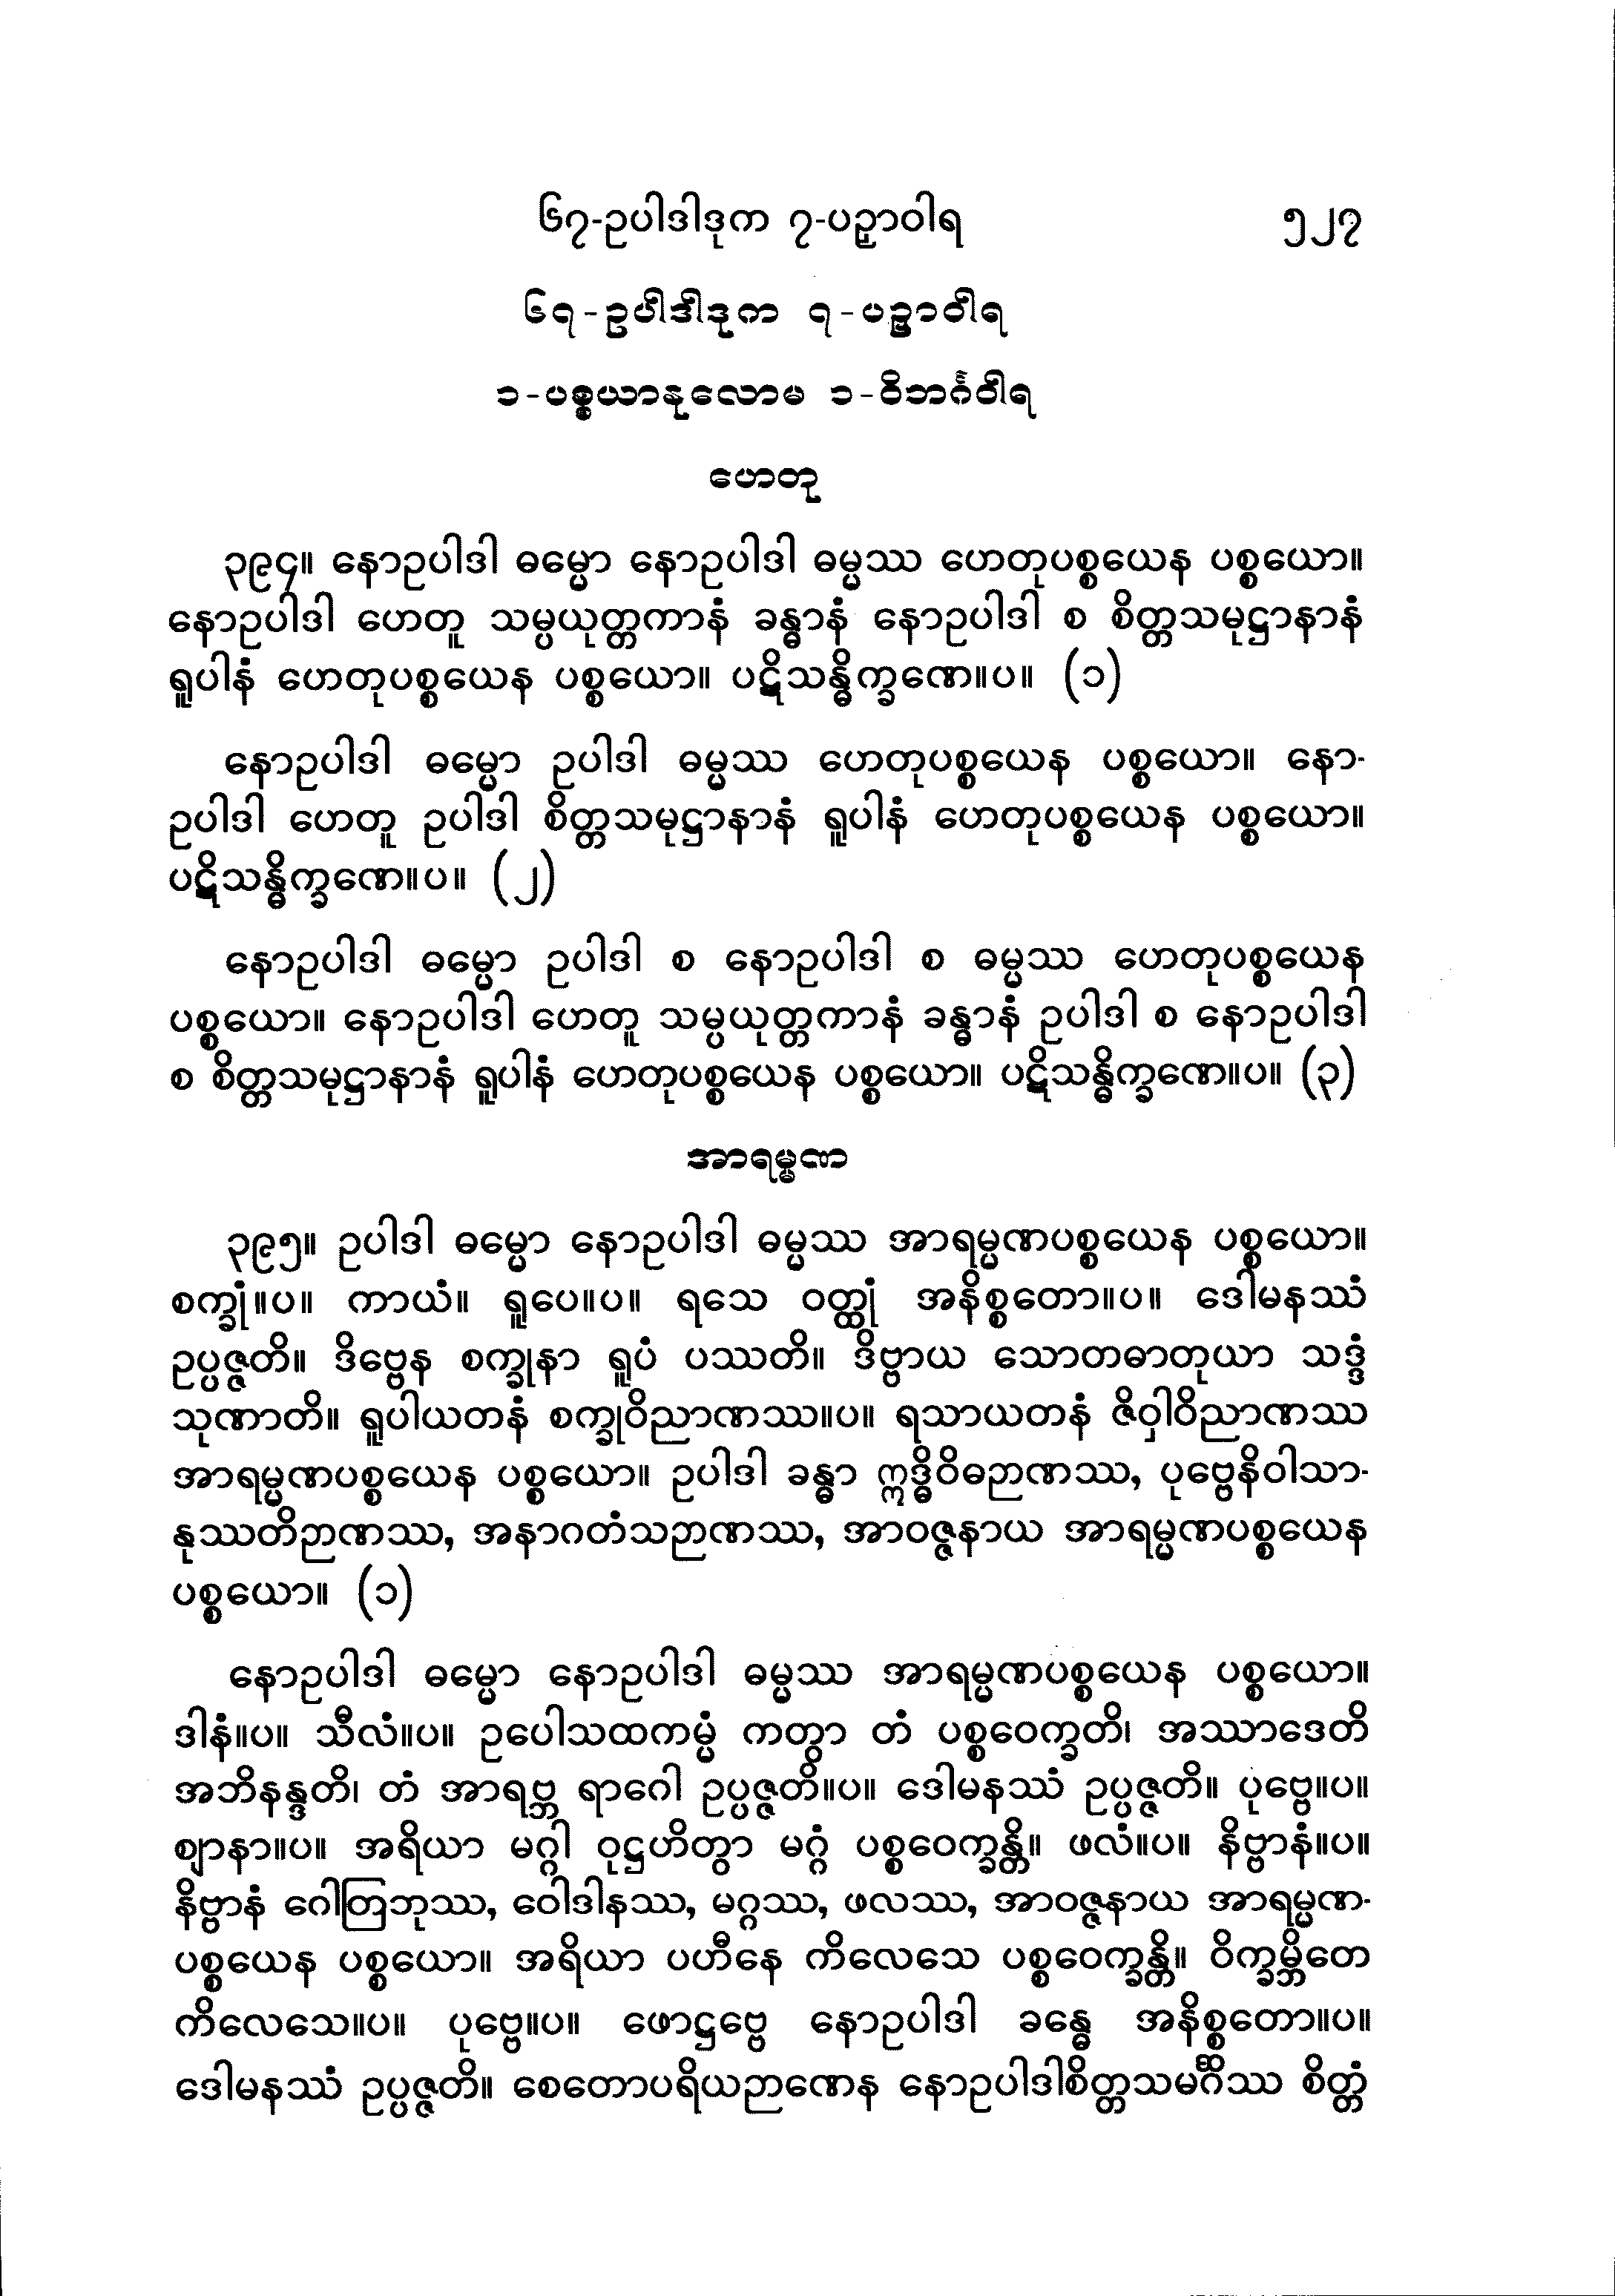 ၆၇-ဥပါဒါဒုက ၇-ပဉှာဝါရ ၅၂၇
၆၇-ဥပါဒါဒုက ၇-ပဉှာဝါရ
၁-ပစ္စယာနုလောမ ၁-ဝိဘင်္ဂဝါရ
ဟေတု
၃၉၄။ နောဥပါဒါ ဓမ္မော နောဥပါဒါ ဓမ္မဿ ဟေတုပစ္စယေန ပစ္စယော။
နောဥပါဒါ ဟေတူ သမ္ပယုတ္တကာနံ ခန္ဓာနံ နောဥပါဒါ စ စိတ္တသမုဋ္ဌာနာနံ
ရူပါနံ ဟေတုပစ္စယေန ပစ္စယော။ ပဋိသန္ဓိက္ခဏေ။ပ။ (၁)
နောဥပါဒါ ဓမ္မော ဥပါဒါ ဓမ္မဿ ဟေတုပစ္စယေန ပစ္စယော။ နော-
ဥပါဒါ ဟေတူ ဥပါဒါ စိတ္တသမုဋ္ဌာနာနံ ရူပါနံ ဟေတုပစ္စယေန ပစ္စယော။
ပဋိသန္ဓိက္ခဏေ။ပ။ (၂)
နောဥပါဒါ ဓမ္မော ဥပါဒါ စ နောဥပါဒါ စ ဓမ္မဿ ဟေတုပစ္စယေန
ပစ္စယော။ နောဥပါဒါ ဟေတူ သမ္ပယုတ္တကာနံ ခန္ဓာနံ ဥပါဒါ စ နောဥပါဒါ
စ စိတ္တသမုဋ္ဌာနာနံ ရူပါနံ ဟေတုပစ္စယေန ပစ္စယော။ ပဋိသန္ဓိက္ခဏေ။ပ။ (၃)
အာရမ္မဏ
၃၉၅။ ဥပါဒါ ဓမ္မော နောဥပါဒါ ဓမ္မဿ အာရမ္မဏပစ္စယေန ပစ္စယော။
စက္ခုံ။ပ။ ကာယံ။ ရူပေ။ပ။ ရသေ ဝတ္ထုံ အနိစ္စတော။ပ။ ဒေါမနဿံ
ဥပ္ပဇ္ဇတိ။ ဒိဗ္ဗေန စက္ခုနာ ရူပံ ပဿတိ။ ဒိဗ္ဗာယ သောတဓာတုယာ သဒ္ဒံ
သုဏာတိ။ ရူပါယတနံ စက္ခုဝိညာဏဿ။ပ။ ရသာယတနံ ဇိဝှါဝိညာဏဿ
အာရမ္မဏပစ္စယေန ပစ္စယော။ ဥပါဒါ ခန္ဓာ ဣဒ္ဓိဝိဓဉာဏဿ, ပုဗ္ဗေနိဝါသာ-
နုဿတိဉာဏဿ, အနာဂတံသဉာဏဿ, အာဝဇ္ဇနာယ အာရမ္မဏပစ္စယေန
ပစ္စယော။ (၁)
နောဥပါဒါ ဓမ္မော နောဥပါဒါ ဓမ္မဿ အာရမ္မဏပစ္စယေန ပစ္စယော။
ဒါနံ။ပ။ သီလံ။ပ။ ဥပေါသထကမ္မံ ကတွာ တံ ပစ္စဝေက္ခတိ၊ အဿာဒေတိ
အဘိနန္ဒတိ၊ တံ အာရဗ္ဘ ရာဂေါ ဥပ္ပဇ္ဇတိ။ပ။ ဒေါမနဿံ ဥပ္ပဇ္ဇတိ။ ပုဗ္ဗေ။ပ။
ဈာနာ။ပ။ အရိယာ မဂ္ဂါ ဝုဋ္ဌဟိတွာ မဂ္ဂံ ပစ္စဝေက္ခန္တိ။ ဖလံ။ပ။ နိဗ္ဗာနံ။ပ။
နိဗ္ဗာနံ ဂေါတြဘုဿ, ဝေါဒါနဿ, မဂ္ဂဿ, ဖလဿ, အာဝဇ္ဇနာယ အာရမ္မဏ-
ပစ္စယေန ပစ္စယော။ အရိယာ ပဟီနေ ကိလေသေ ပစ္စဝေက္ခန္တိ။ ဝိက္ခမ္ဘိတေ
ကိလေသေ။ပ။ ပုဗ္ဗေ။ပ။ ဖောဋ္ဌဗ္ဗေ နောဥပါဒါ ခန္ဓေ အနိစ္စတော။ပ။
ဒေါမနဿံ ဥပ္ပဇ္ဇတိ။ စေတောပရိယဉာဏေန နောဥပါဒါစိတ္တသမင်္ဂိဿ စိတ္တံ